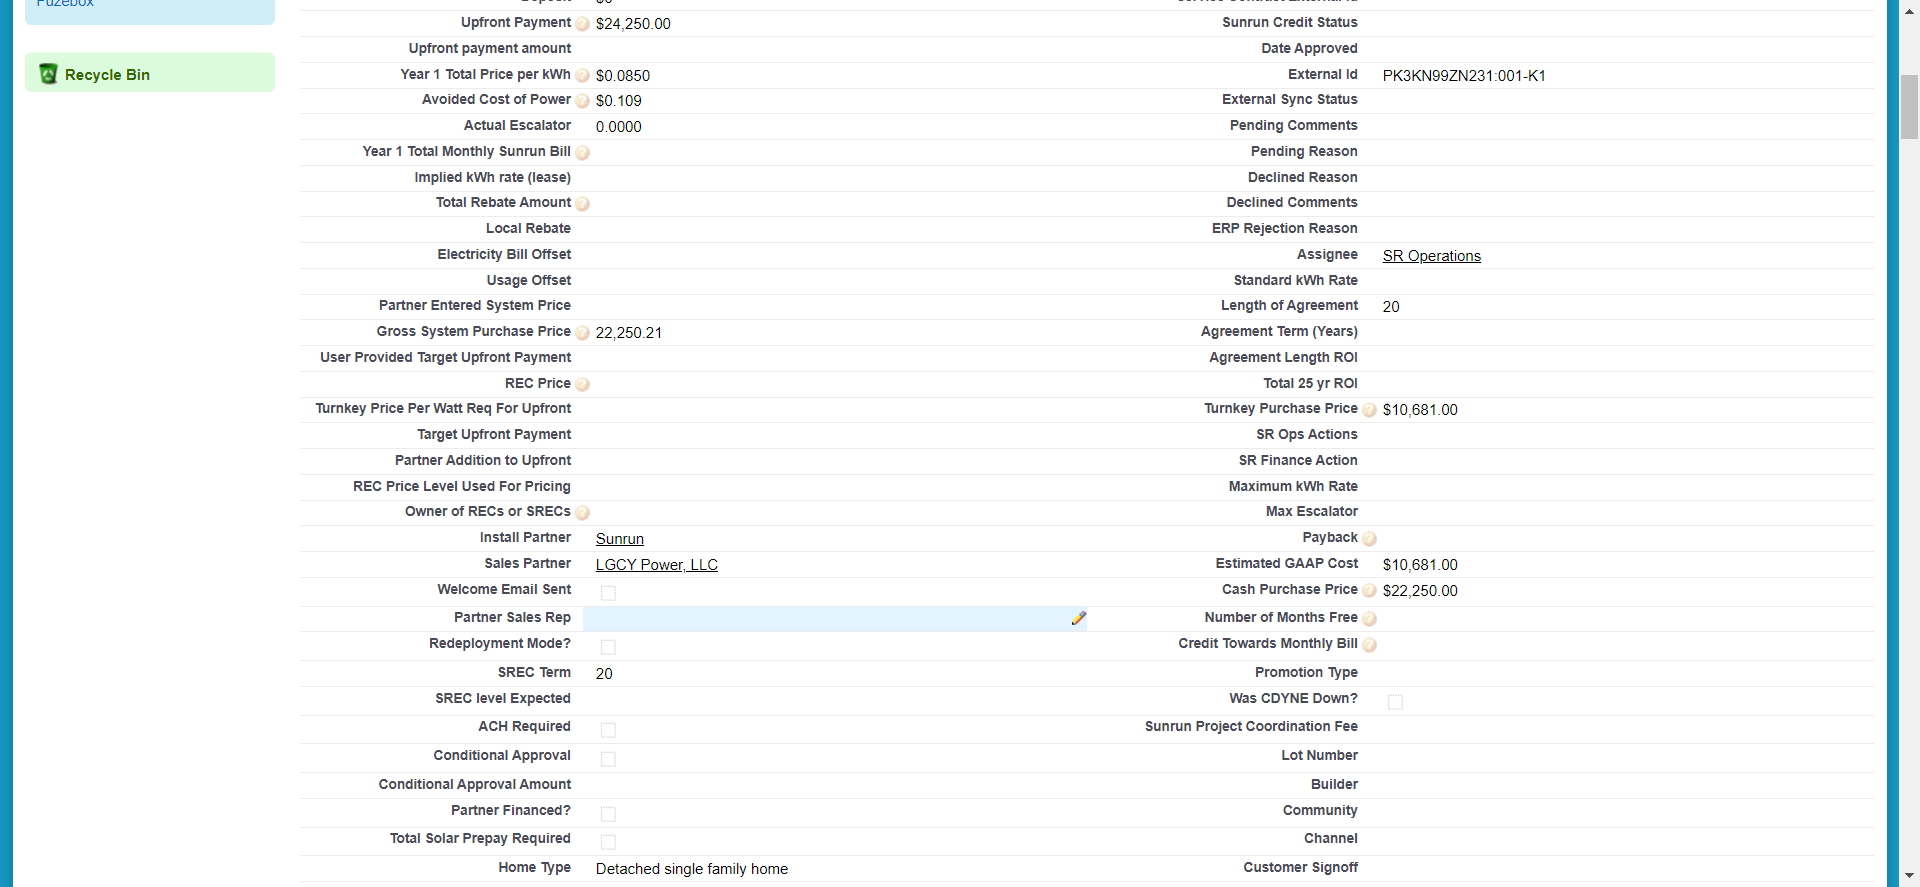 Fuzebox
Recycle Bin
Deposit $0
Upfront Payment $24,250.00
Upfront payment amount
Year 1 Total Price per kWh $0.0850
Avoided Cost of Power $0.109
Actual Escalator 0.0000
Year 1 Total Monthly Sunrun Bill
Implied kWh rate (lease)
Total Rebate Amount
Local Rebate
Electricity Bill Offset
Usage Offset
Partner Entered System Price
Gross System Purchase Price 22,250.21
User Provided Target Upfront Payment
REC Price
Turnkey Price Per Watt Req For Upfront
Target Upfront Payment
Partner Addition to Upfront
REC Price Level Used For Pricing
Owner of RECs or SRECs
Install Partner Sunrun
Sales Partner LGCY Power, LLC
Welcome Email Sent
Partner Sales Rep
Redeployment Mode?
SREC Term 20
SREC level Expected
ACH Required
Conditional Approval
Conditional Approval Amount
Partner Financed?
Total Solar Prepay Required
Home Type Detached single family home
Service Contract External Id
Sunrun Credit Status
Date Approved
External Id PK3KN99ZN231:001-K1
External Sync Status
Pending Comments
Pending Reason
Declined Reason
Declined Comments
ERP Rejection Reason
Assignee SR Operations
Standard kWh Rate
Length of Agreement 20
Agreement Term (Years)
Agreement Length ROI
Total 25 yr ROI
Turnkey Purchase Price $10,681.00
SR Ops Actions
SR Finance Action
Maximum kWh Rate
Max Escalator
Payback
Estimated GAAP Cost $10,681.00
Cash Purchase Price $22,250.00
Number of Months Free
Credit Towards Monthly Bill
Promotion Type
Was CDYNE Down?
Sunrun Project Coordination Fee
Lot Number
Builder
Community
Channel
Customer Signoff